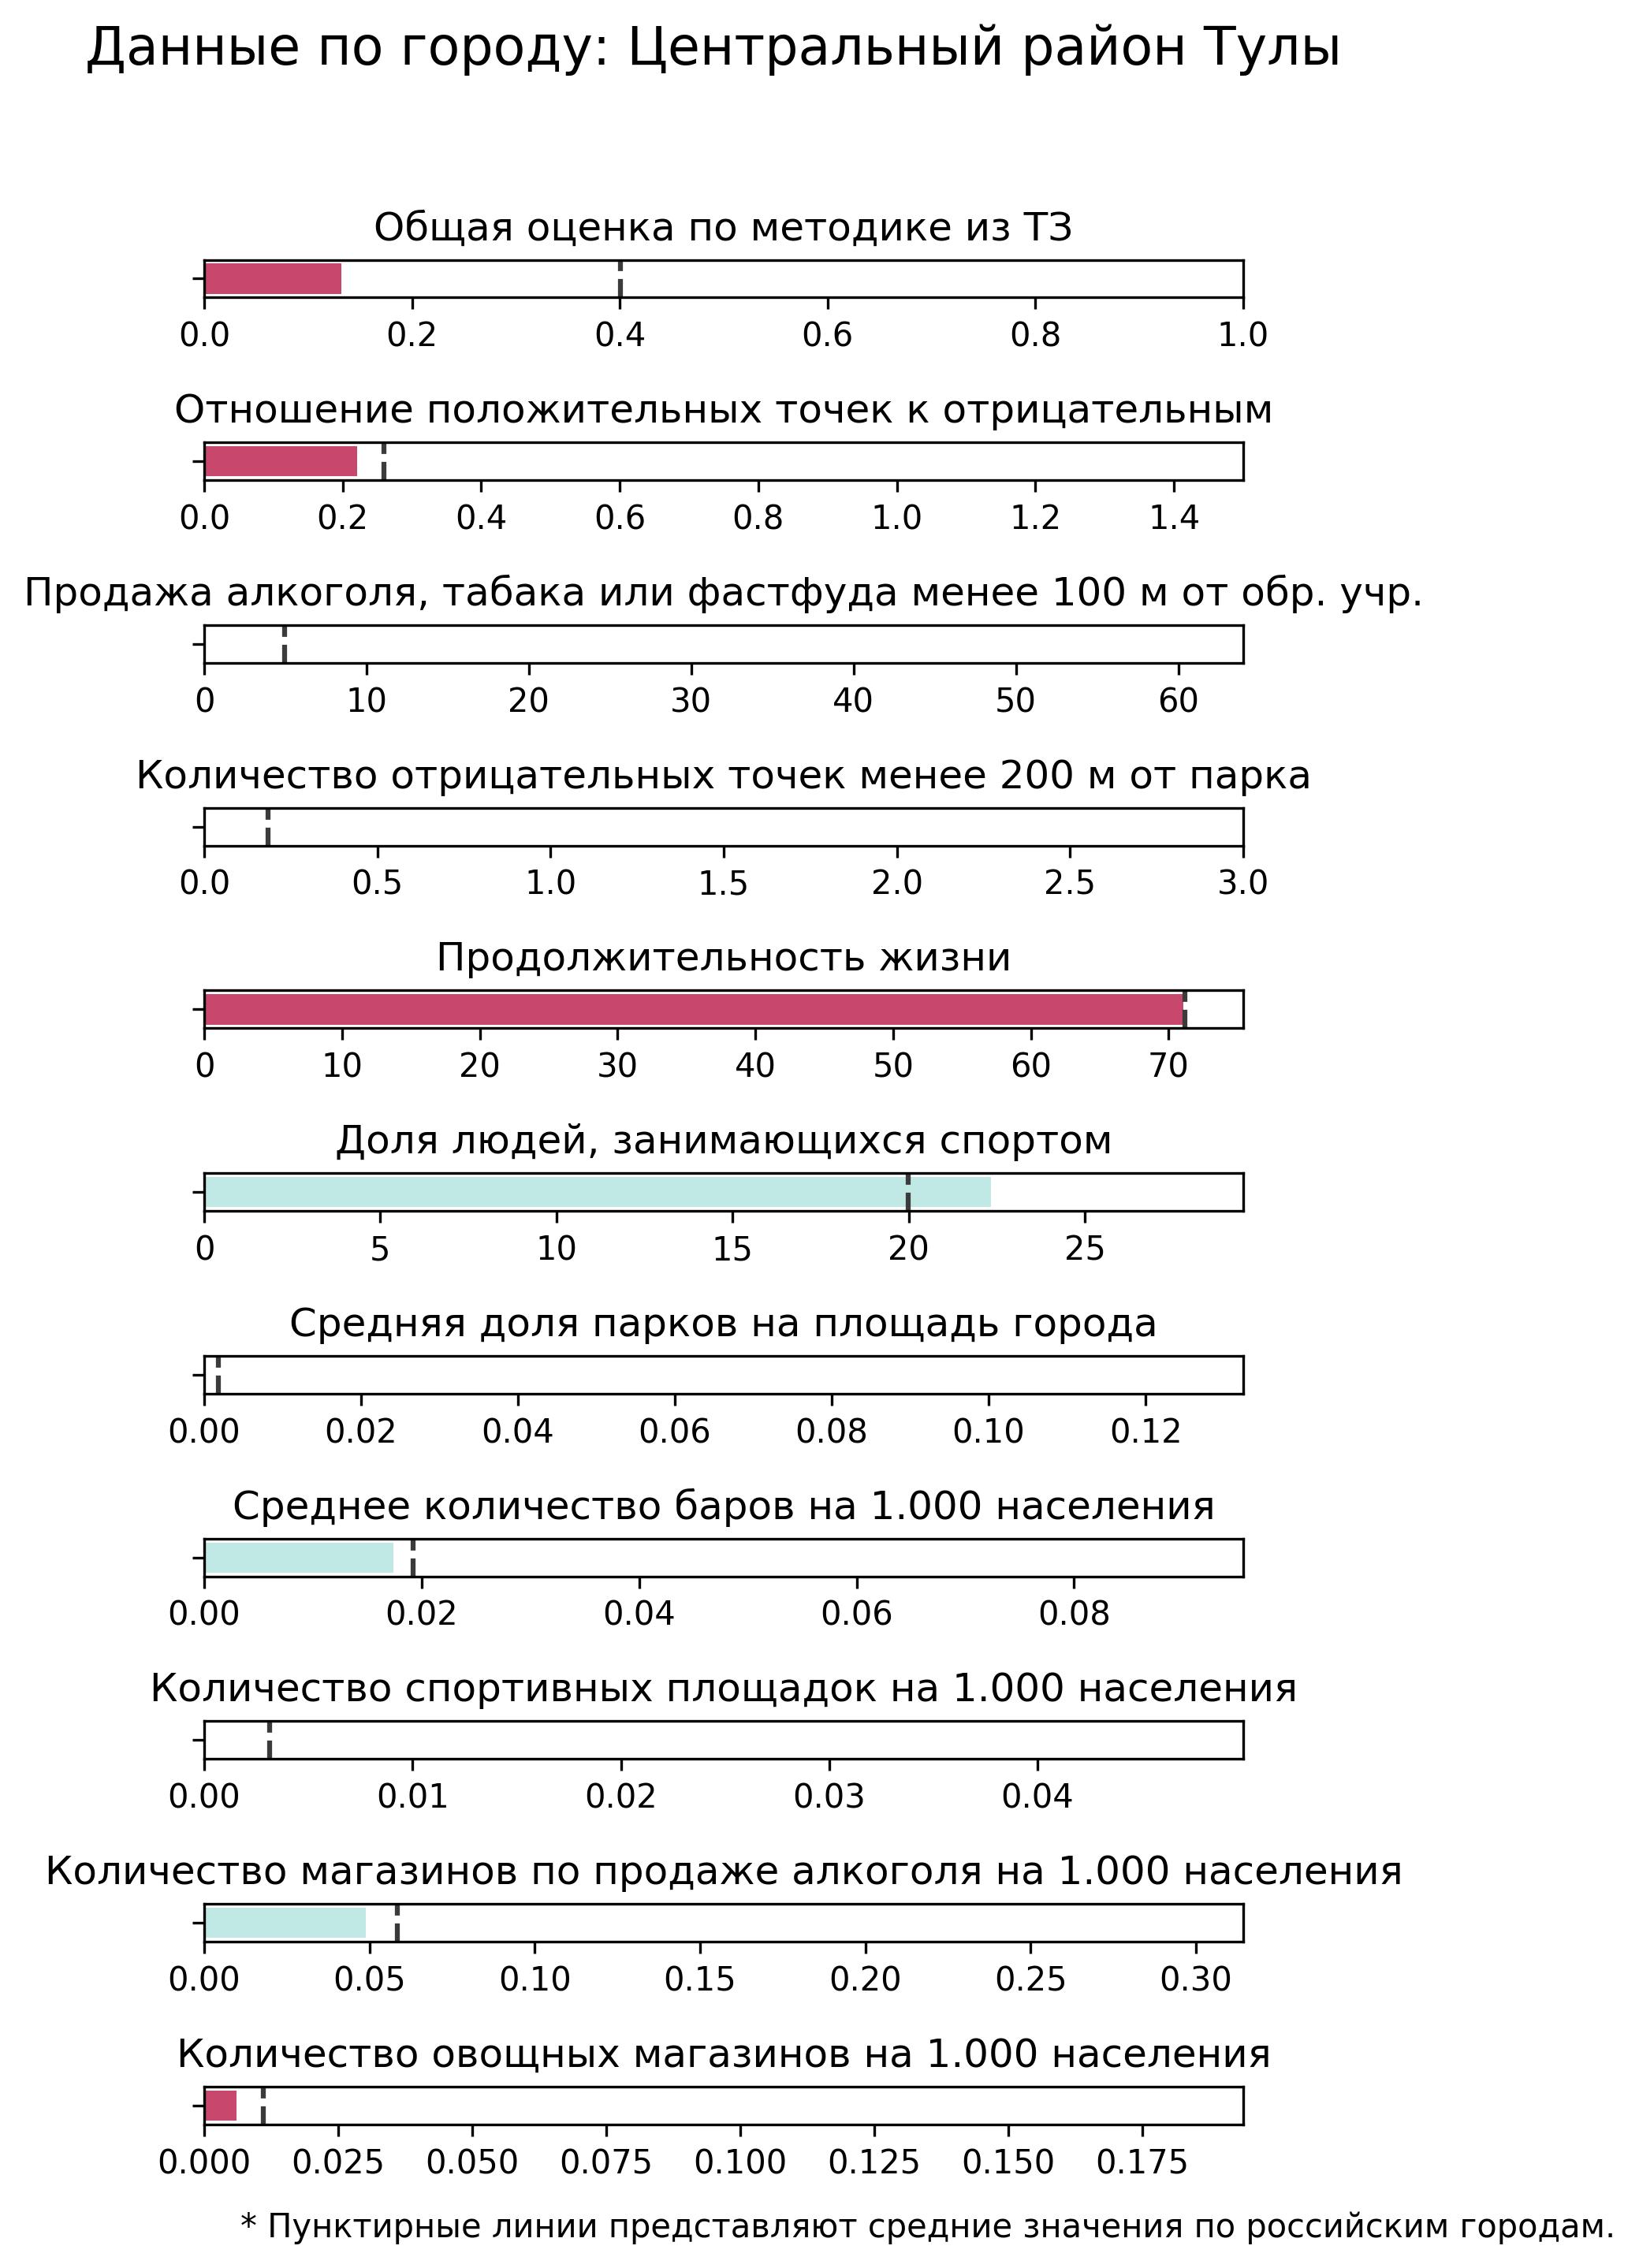 Данные по городу: Центральный район Тулы
Общая оценка по методике из ТЗ
0.0 0.2 0.4 0.6 0.8 1.0
Отношение положительных точек к отрицательным
0.0 0.2 0.4 0.6 0.8 1.0 1.2 1.4
Продажа алкоголя, табака или фастфуда менее 100 м от обр. учр.
0 10 20 30 40 50 60
Количество отрицательных точек менее 200 м от парка
0.0 0.5 1.0 1.5 2.0 2.5 3.0
Продолжительность жизни
0 10 20 30 40 50 60 70
Доля людей, занимающихся спортом
0 5 10 15 20 25
Средняя доля парков на площадь города
0.00 0.02 0.04 0.06 0.08 0.10 0.12
Среднее количество баров на 1.000 населения
0.00 0.02 0.04 0.06 0.08
Количество спортивных площадок на 1.000 населения
0.00 0.01 0.02 0.03 0.04
Количество магазинов по продаже алкоголя на 1.000 населения
0.00 0.05 0.10 0.15 0.20 0.25 0.30
Количество овощных магазинов на 1.000 населения
0.000 0.025 0.050 0.075 0.100 0.125 0.150 0.175
* Пунктирные линии представляют средние значения по российским городам.